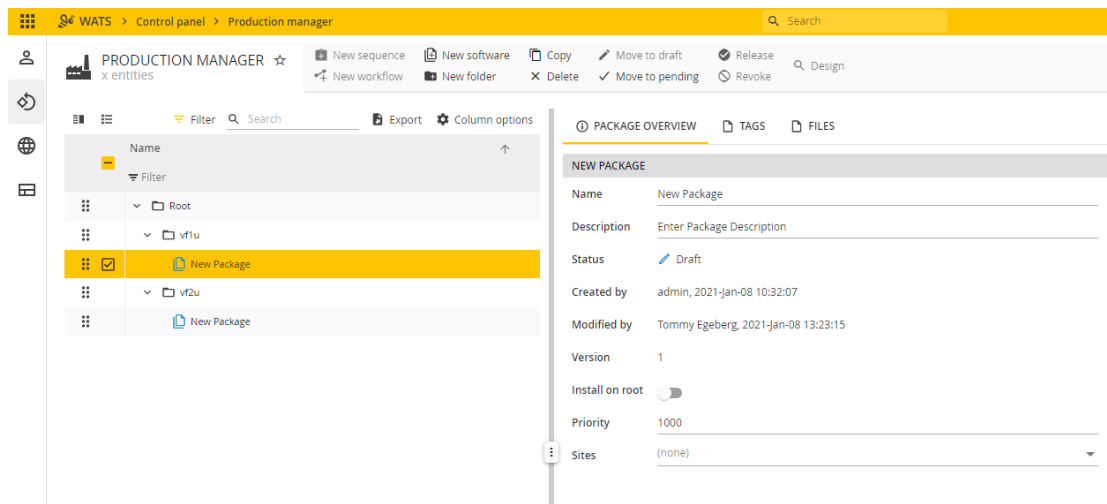 WATS > Control panel > Production manager
Search
PRODUCTION MANAGER
x entities
New sequence
New software
Copy
Move to draft
Release
New workflow
New folder
Delete
Move to pending
Revoke
Design
Filter
Search
Export
Column options
Name
Filter
Root
vf1u
New Package
vf2u
New Package
PACKAGE OVERVIEW
TAGS
FILES
NEW PACKAGE
Name New Package
Description Enter Package Description
Status Draft
Created by admin, 2021-Jan-08 10:32:07
Modified by Tommy Egeberg, 2021-Jan-08 13:23:15
Version 1
Install on root
Priority 1000
Sites (none)